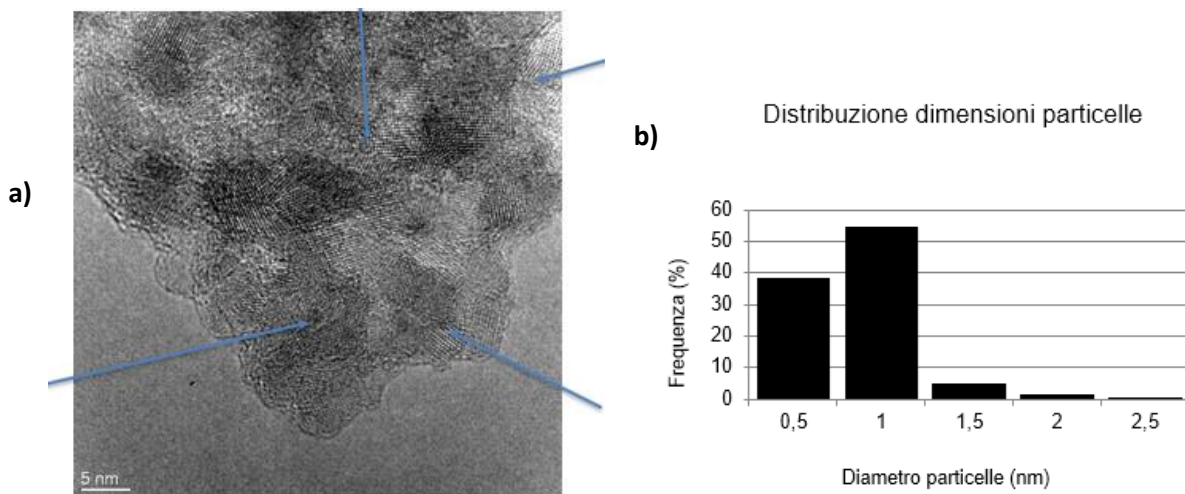 a)
5 nm
b)
Distribuzione dimensioni particelle
Frequenza (%)
60
50
40
30
20
10
0
0,5 1 1,5 2 2,5
Diametro particelle (nm)